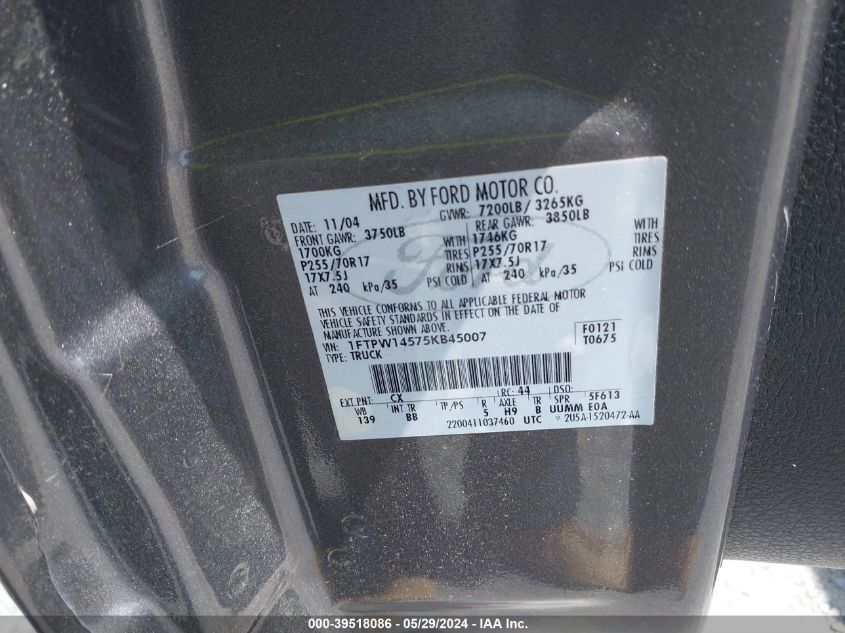 MFD. BY FORD MOTOR CO.
DATE: 11/04 GVWR: 7200LB/ 3265KG
FRONT GAWR: 3750LB REAR GAWR: 3850LB
1700KG WITH 1746KG WITH
P255/70R17 TIRES P255/70R17 TIRES
17X7.5J RIMS 17X7.5J RIMS
AT 240 kPa/35 PSI COLD AT 240 kPa/35 PSI COLD
Ford
THIS VEHICLE CONFORMS TO ALL APPLICABLE FEDERAL MOTOR
VEHICLE SAFETY STANDARDS IN EFFECT ON THE DATE OF
MANUFACTURE SHOWN ABOVE.
VIN: 1FTPW14575KB45007 F0121
TYPE: TRUCK T0675
EXT PNT: CX RC: 44 DSO:
WB INT TR TP/PS R AXLE TR SPR 5F613
139 BB 5 H9 B UUMM E0A
2200411037460 UTC 2U5A-1520472-AA
000-39518086 - 05/29/2024 - IAA Inc.